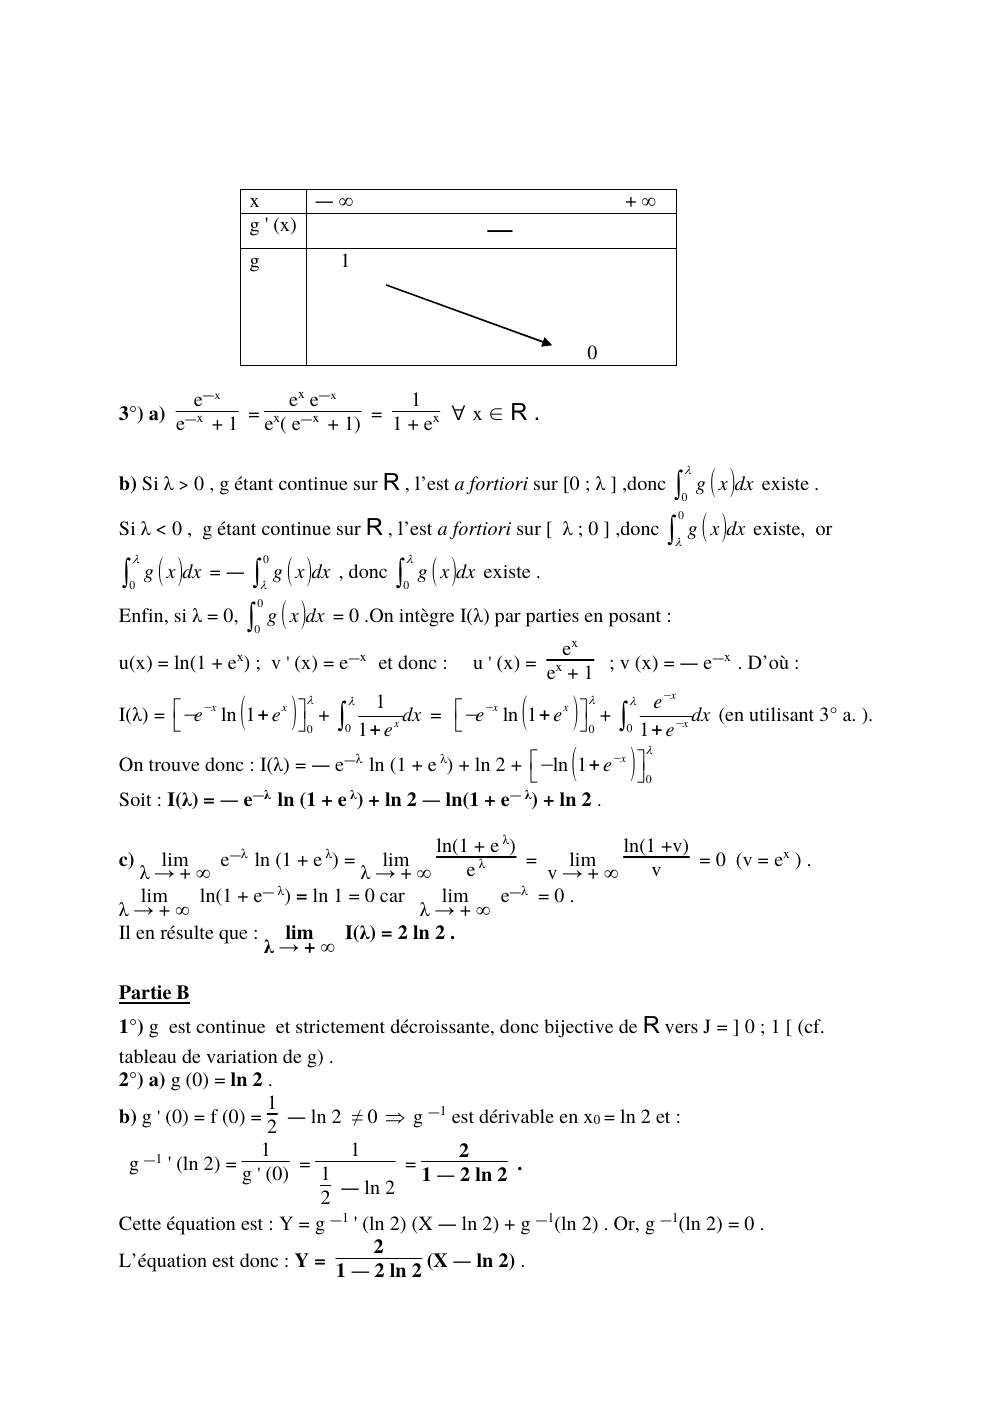 x — ∞ + ∞
g ' (x) —
g 1
0
3°) a) e^{—x} / (e^{—x} + 1) = e^x e^{—x} / (e^x( e^{—x} + 1)) = 1 / (1 + e^x) ∀ x ∈ R .
b) Si λ > 0 , g étant continue sur R , l’est a fortiori sur [0 ; λ ] ,donc ∫_0^λ g(x)dx existe .
Si λ < 0 , g étant continue sur R , l’est a fortiori sur [ λ ; 0 ] ,donc ∫_λ^0 g(x)dx existe, or
∫_0^λ g(x)dx = — ∫_λ^0 g(x)dx , donc ∫_0^λ g(x)dx existe .
Enfin, si λ = 0, ∫_0^0 g(x)dx = 0 .On intègre I(λ) par parties en posant :
u(x) = ln(1 + e^x) ; v ' (x) = e^{—x} et donc : u ' (x) = e^x / (e^x + 1) ; v (x) = — e^{—x} . D’où :
I(λ) = [−e^{−x} ln(1 + e^x)]_0^λ + ∫_0^λ 1/(1 + e^x) dx = [−e^{−x} ln(1 + e^x)]_0^λ + ∫_0^λ e^{−x}/(1 + e^{−x}) dx (en utilisant 3° a. ).
On trouve donc : I(λ) = — e^{—λ} ln (1 + e^λ) + ln 2 + [−ln(1 + e^{−x})]_0^λ
Soit : I(λ) = — e^{—λ} ln (1 + e^λ) + ln 2 — ln(1 + e^{— λ}) + ln 2 .
c) lim_{λ → + ∞} e^{—λ} ln (1 + e^λ) = lim_{λ → + ∞} ln(1 + e^λ) / e^λ = lim_{v → + ∞} ln(1 +v) / v = 0 (v = e^x ) .
lim_{λ → + ∞} ln(1 + e^{— λ}) = ln 1 = 0 car lim_{λ → + ∞} e^{—λ} = 0 .
Il en résulte que : lim_{λ → + ∞} I(λ) = 2 ln 2 .
Partie B
1°) g est continue et strictement décroissante, donc bijective de R vers J = ] 0 ; 1 [ (cf.
tableau de variation de g) .
2°) a) g (0) = ln 2 .
b) g ' (0) = f (0) = 1/2 — ln 2 ≠ 0 ⇒ g^{—1} est dérivable en x_0 = ln 2 et :
g^{—1} ' (ln 2) = 1 / g ' (0) = 1 / (1/2 — ln 2) = 2 / (1 — 2 ln 2) .
Cette équation est : Y = g^{—1} ' (ln 2) (X — ln 2) + g^{—1}(ln 2) . Or, g^{—1}(ln 2) = 0 .
L’équation est donc : Y = 2 / (1 — 2 ln 2) (X — ln 2) .